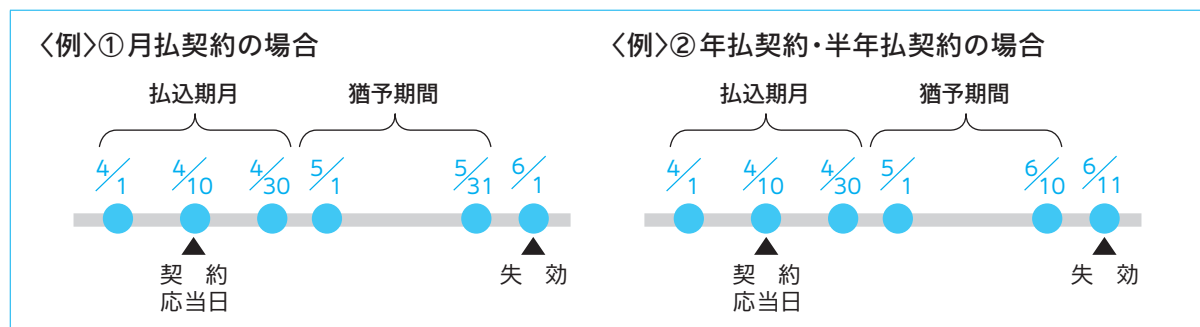 〈例〉①月払契約の場合
払込期月 猶予期間
4/1 4/10 4/30 5/1 5/31 6/1
契約 失効
応当日
〈例〉②年払契約・半年払契約の場合
払込期月 猶予期間
4/1 4/10 4/30 5/1 6/10 6/11
契約 失効
応当日